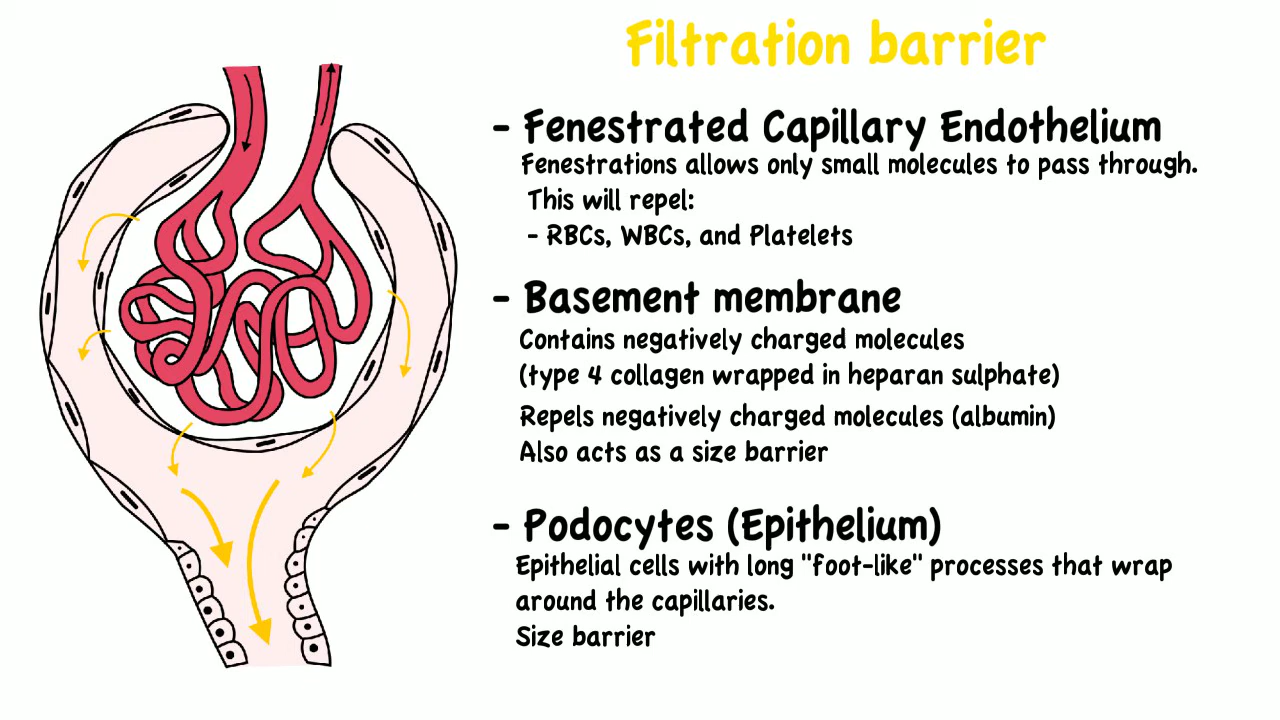 Filtration barrier
- Fenestrated Capillary Endothelium
Fenestrations allows only small molecules to pass through.
This will repel:
- RBCs, WBCs, and Platelets
- Basement membrane
Contains negatively charged molecules
(type 4 collagen wrapped in heparan sulphate)
Repels negatively charged molecules (albumin)
Also acts as a size barrier
- Podocytes (Epithelium)
Epithelial cells with long "foot-like" processes that wrap
around the capillaries.
Size barrier